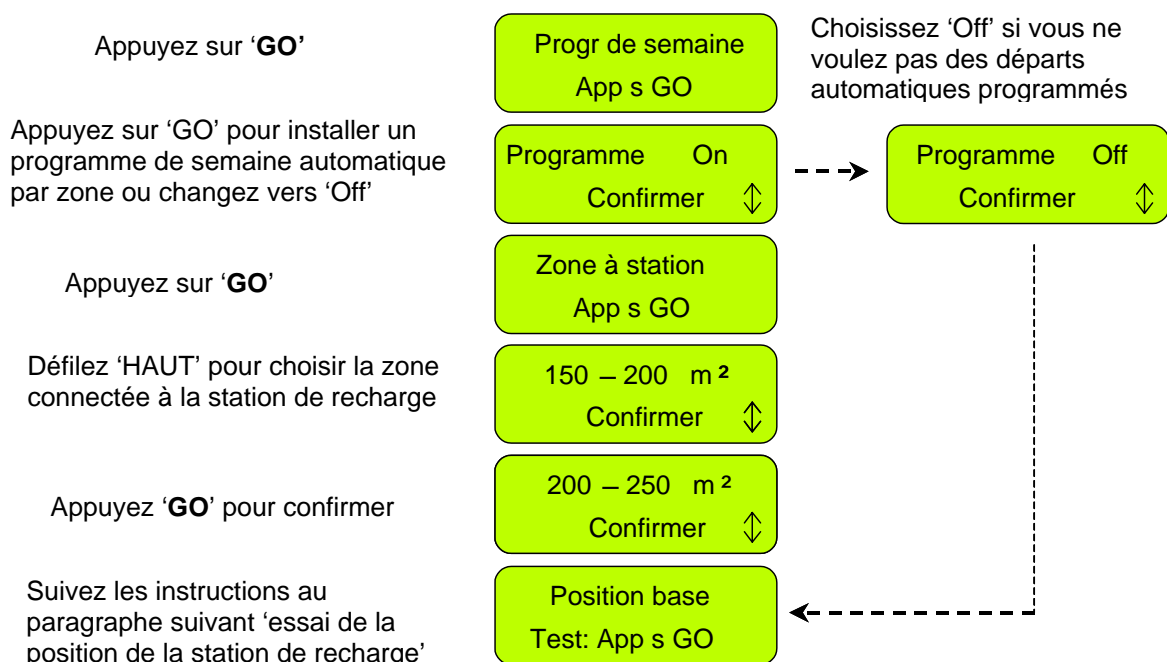 Appuyez sur ‘GO’
Progr de semaine
App s GO
Choisissez ‘Off’ si vous ne
voulez pas des départs
automatiques programmés
Appuyez sur ‘GO’ pour installer un
programme de semaine automatique
par zone ou changez vers ‘Off’
Programme On
Confirmer
Programme Off
Confirmer
Appuyez sur ‘GO’
Zone à station
App s GO
Défilez ‘HAUT’ pour choisir la zone
connectée à la station de recharge
150 – 200 m²
Confirmer
Appuyez ‘GO’ pour confirmer
200 – 250 m²
Confirmer
Suivez les instructions au
paragraphe suivant ‘essai de la
position de la station de recharge’
Position base
Test: App s GO